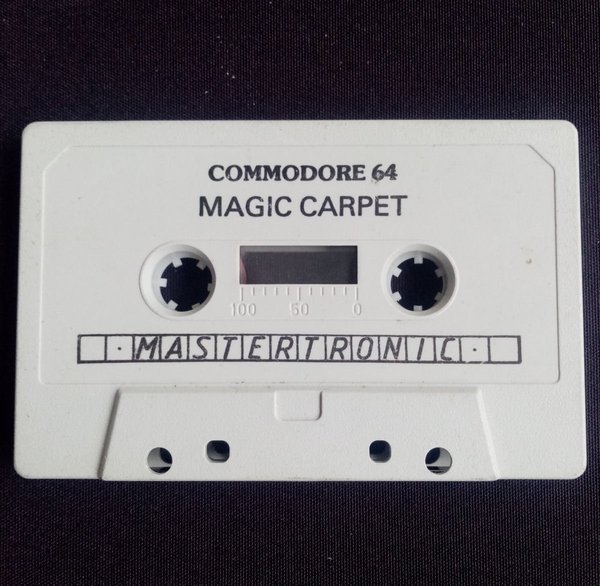 COMMODORE 64
MAGIC CARPET
100 50 0
·MASTERTRONIC·